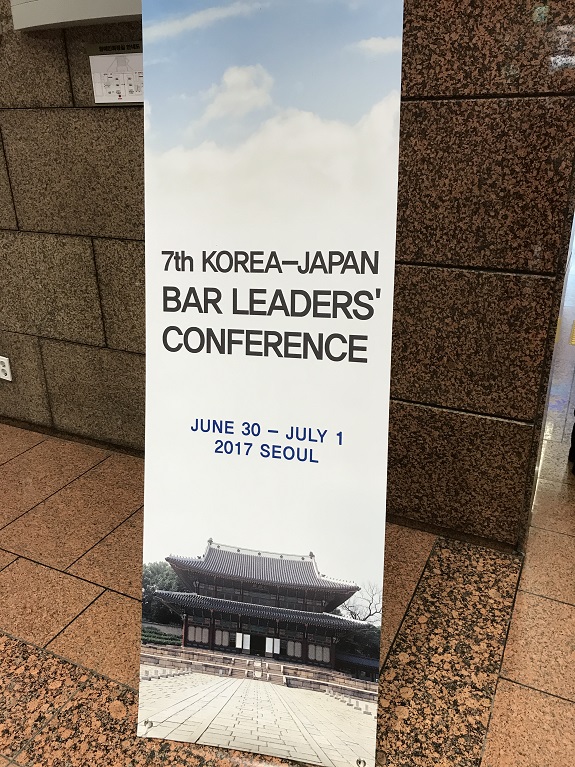 7th KOREA–JAPAN
BAR LEADERS'
CONFERENCE
JUNE 30 – JULY 1
2017 SEOUL